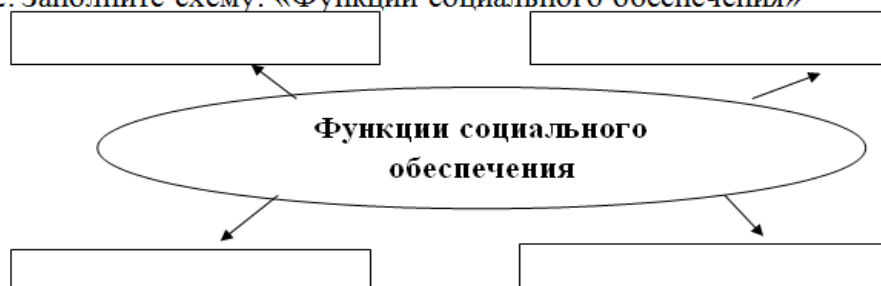 Заполните схему: «Функции социального обеспечения»
Функции социального
обеспечения